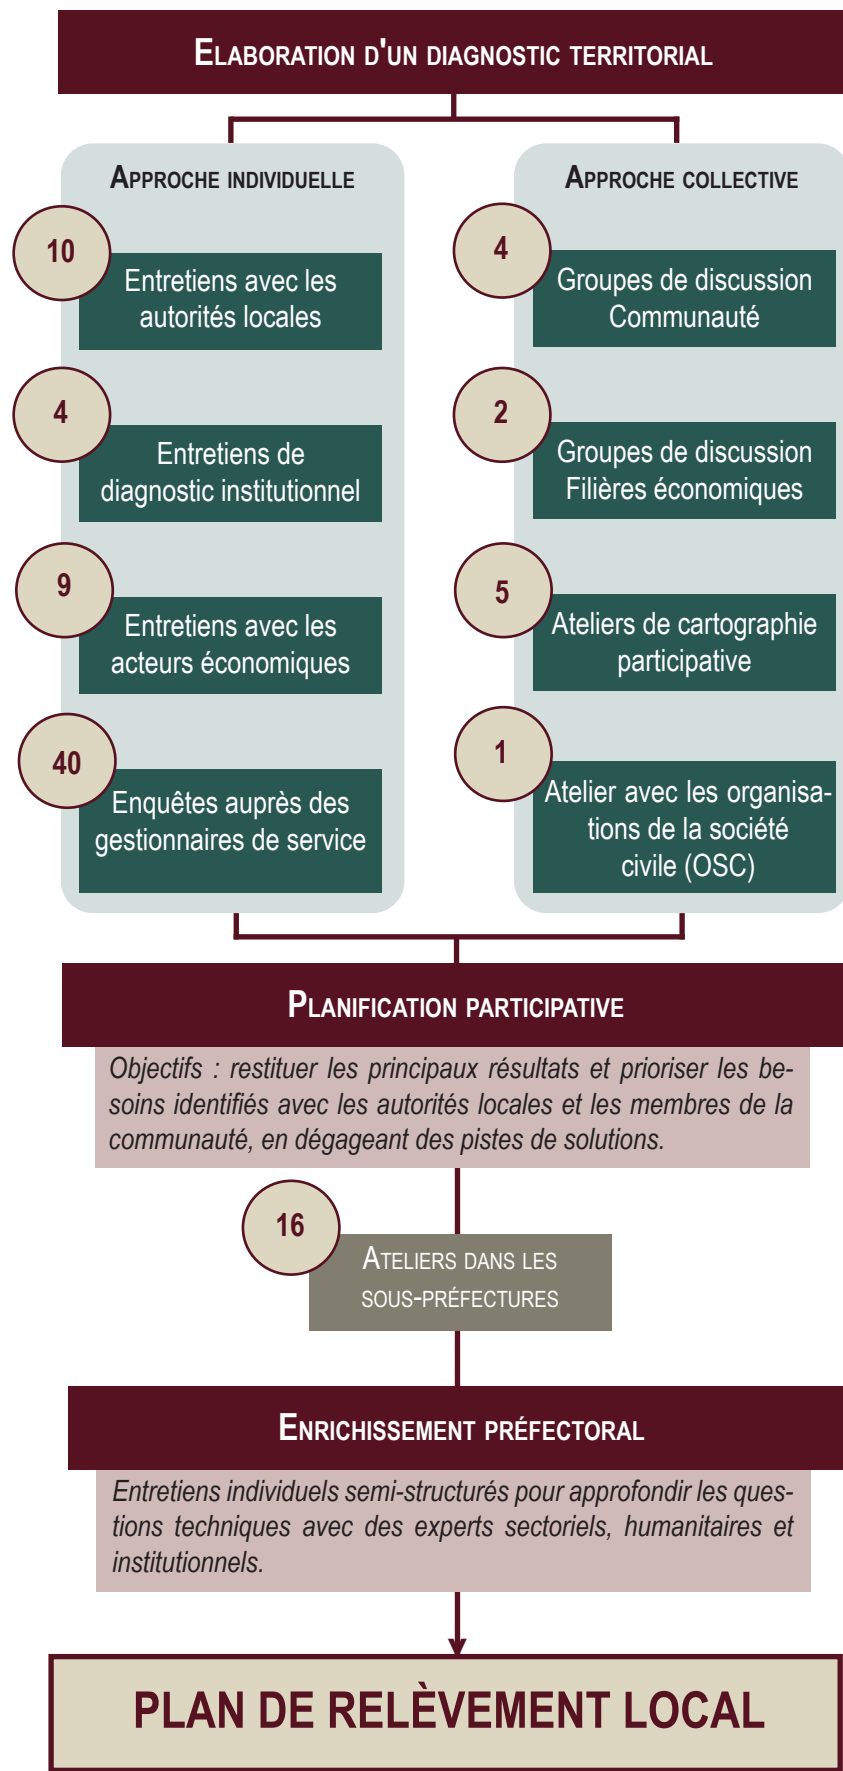 ELABORATION D'UN DIAGNOSTIC TERRITORIAL
APPROCHE INDIVIDUELLE
10
Entretiens avec les
autorités locales
4
Entretiens de
diagnostic institutionnel
9
Entretiens avec les
acteurs économiques
40
Enquêtes auprès des
gestionnaires de service
APPROCHE COLLECTIVE
4
Groupes de discussion
Communauté
2
Groupes de discussion
Filières économiques
5
Ateliers de cartographie
participative
1
Atelier avec les organisa-
tions de la société
civile (OSC)
PLANIFICATION PARTICIPATIVE
Objectifs : restituer les principaux résultats et prioriser les be-
soins identifiés avec les autorités locales et les membres de la
communauté, en dégageant des pistes de solutions.
16
ATELIERS DANS LES
SOUS-PRÉFECTURES
ENRICHISSEMENT PRÉFECTORAL
Entretiens individuels semi-structurés pour approfondir les ques-
tions techniques avec des experts sectoriels, humanitaires et
institutionnels.
PLAN DE RELÈVEMENT LOCAL